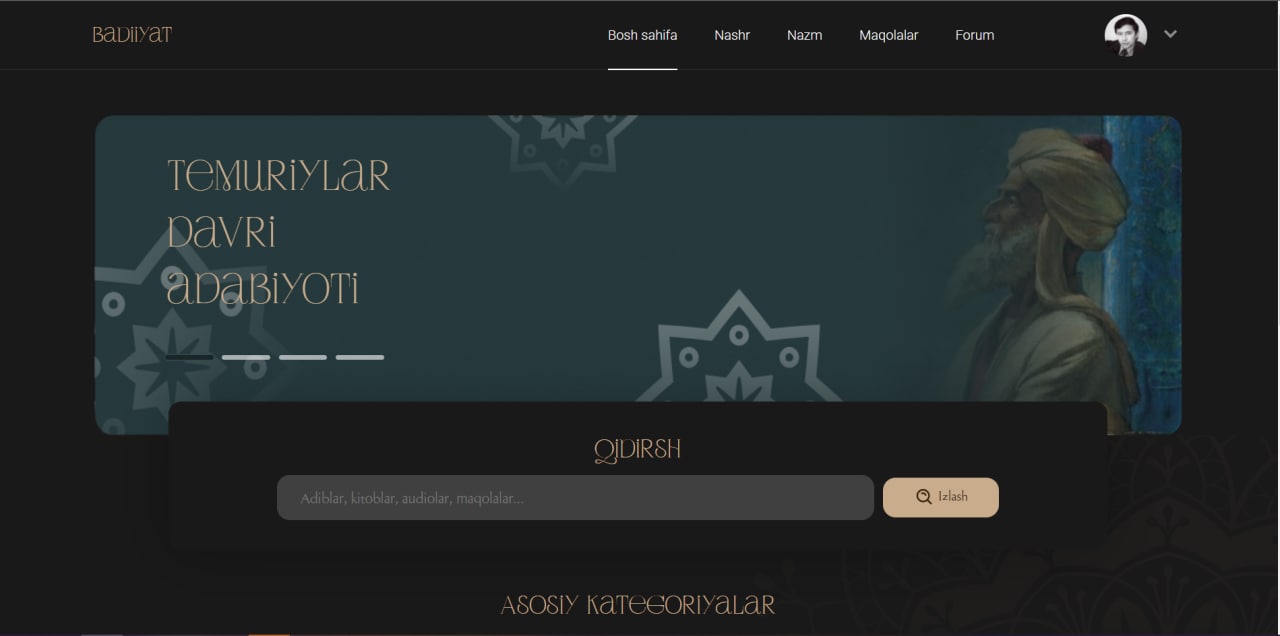 BADIIYAT
Bosh sahifa Nashr Nazm Maqolalar Forum
TEMURIYLAR
DAVRI
ADABIYOTI
QIDIRSH
Adiblar, kitoblar, audiolar, maqolalar...
Izlash
ASOSIY KATEGORIYALAR